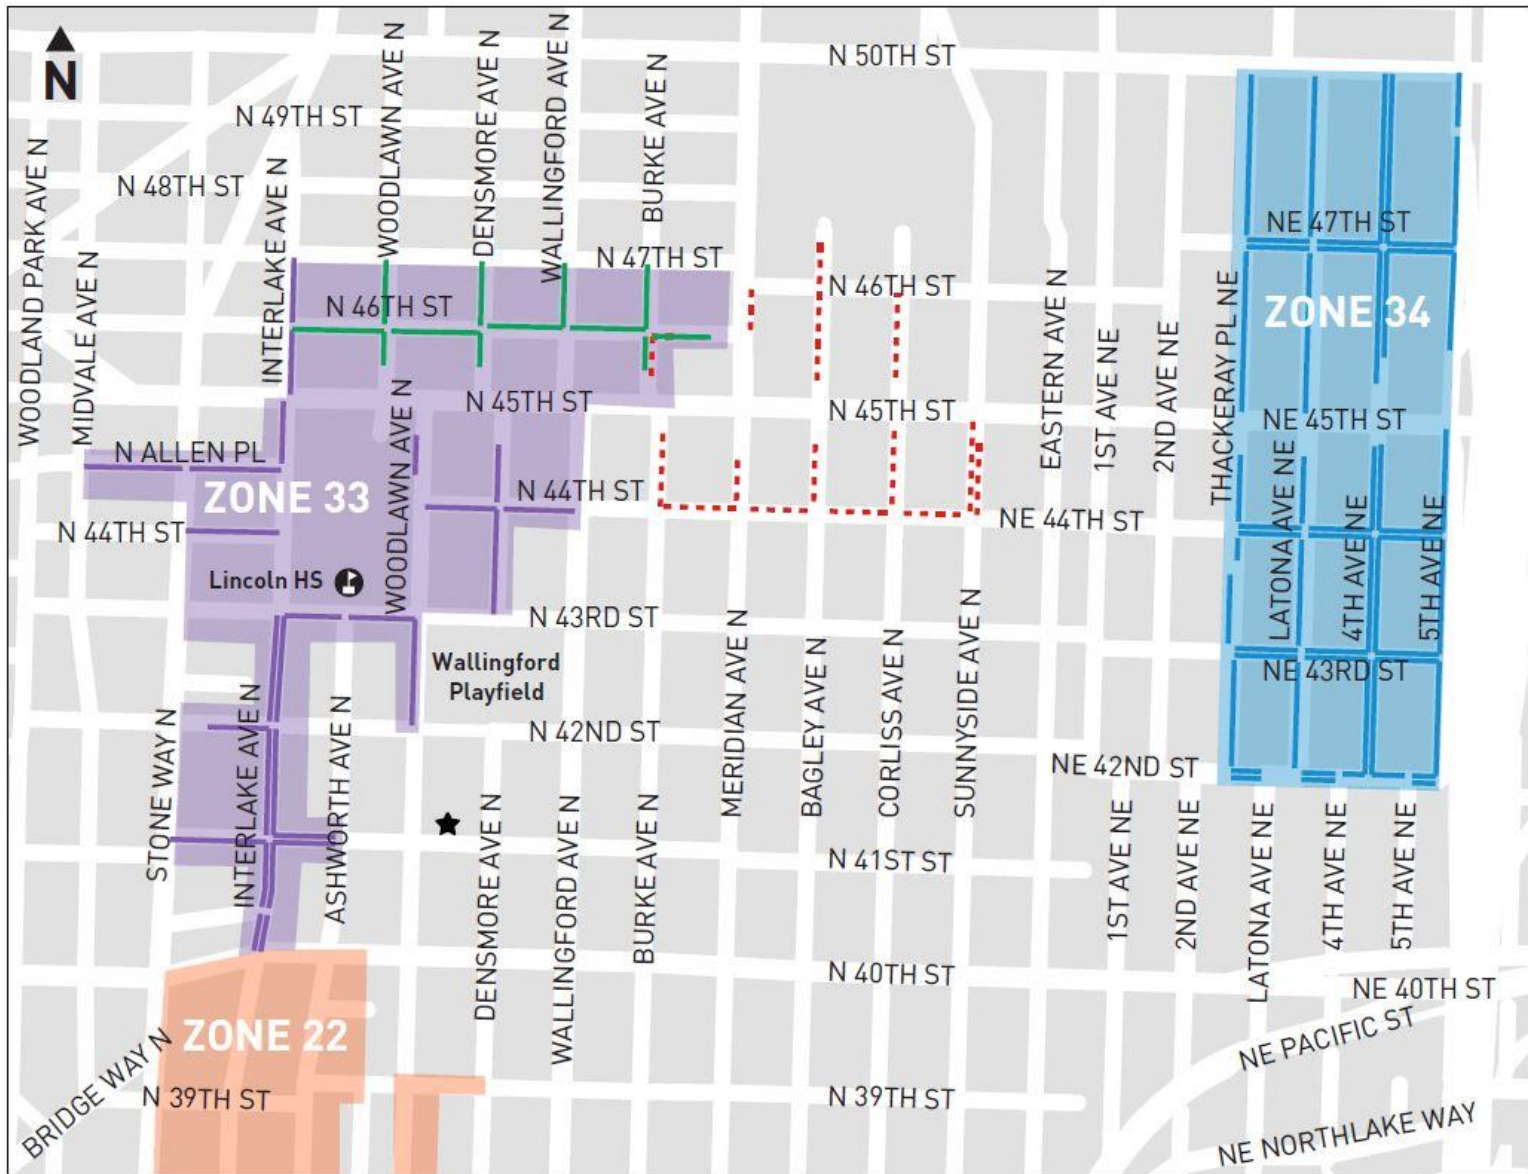 N
N 50TH ST
N 49TH ST
N 48TH ST
WOODLAND PARK AVE N
MIDVALE AVE N
INTERLAKE AVE N
WOODLAWN AVE N
DENSMORE AVE N
WALLINGFORD AVE N
BURKE AVE N
N 47TH ST
NE 47TH ST
N 46TH ST
N 46TH ST
ZONE 34
EASTERN AVE N
1ST AVE NE
2ND AVE NE
THACKERAY PL NE
N 45TH ST
N 45TH ST
NE 45TH ST
N ALLEN PL
ZONE 33
WOODLAWN AVE N
N 44TH ST
N 44TH ST
NE 44TH ST
LATONA AVE NE
4TH AVE NE
5TH AVE NE
Lincoln HS
N 43RD ST
NE 43RD ST
Wallingford
Playfield
MERIDIAN AVE N
BAGLEY AVE N
CORLISS AVE N
SUNNYSIDE AVE N
N 42ND ST
NE 42ND ST
STONE WAY N
INTERLAKE AVE N
ASHWORTH AVE N
DENSMORE AVE N
WALLINGFORD AVE N
BURKE AVE N
N 41ST ST
1ST AVE NE
2ND AVE NE
LATONA AVE NE
4TH AVE NE
5TH AVE NE
N 40TH ST
NE 40TH ST
ZONE 22
NE PACIFIC ST
BRIDGE WAY N
N 39TH ST
N 39TH ST
NE NORTHLAKE WAY